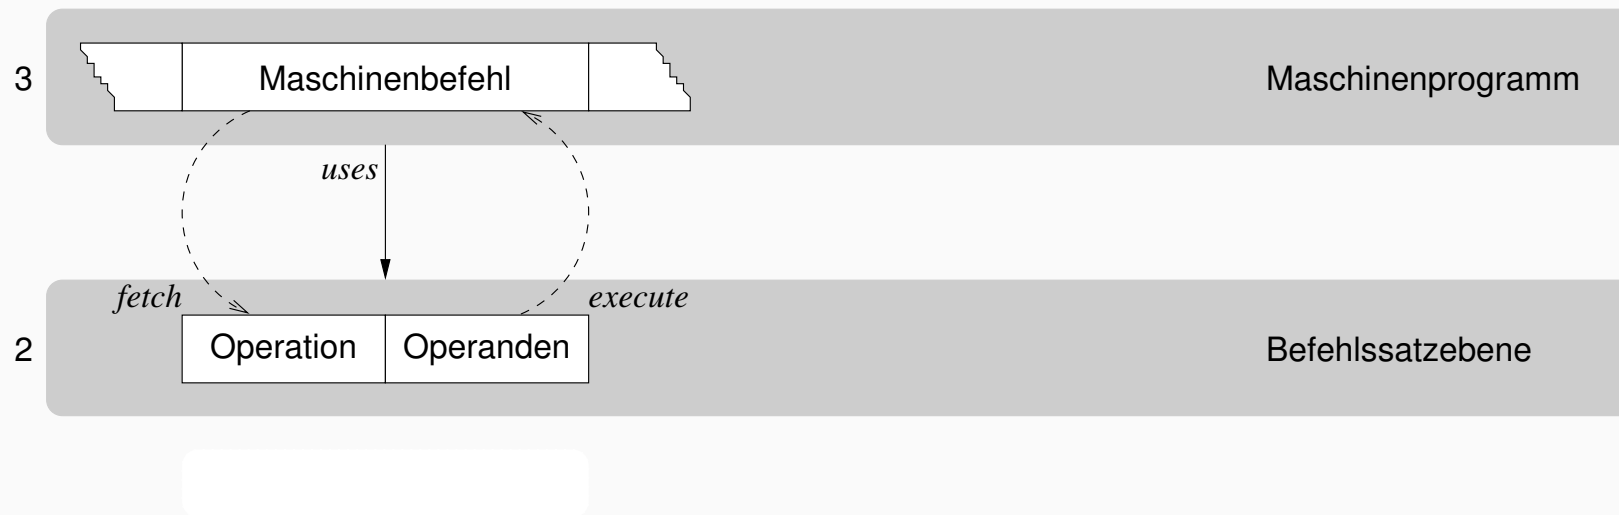 3 Maschinenbefehl Maschinenprogramm
uses
fetch execute
2 Operation Operanden Befehlssatzebene